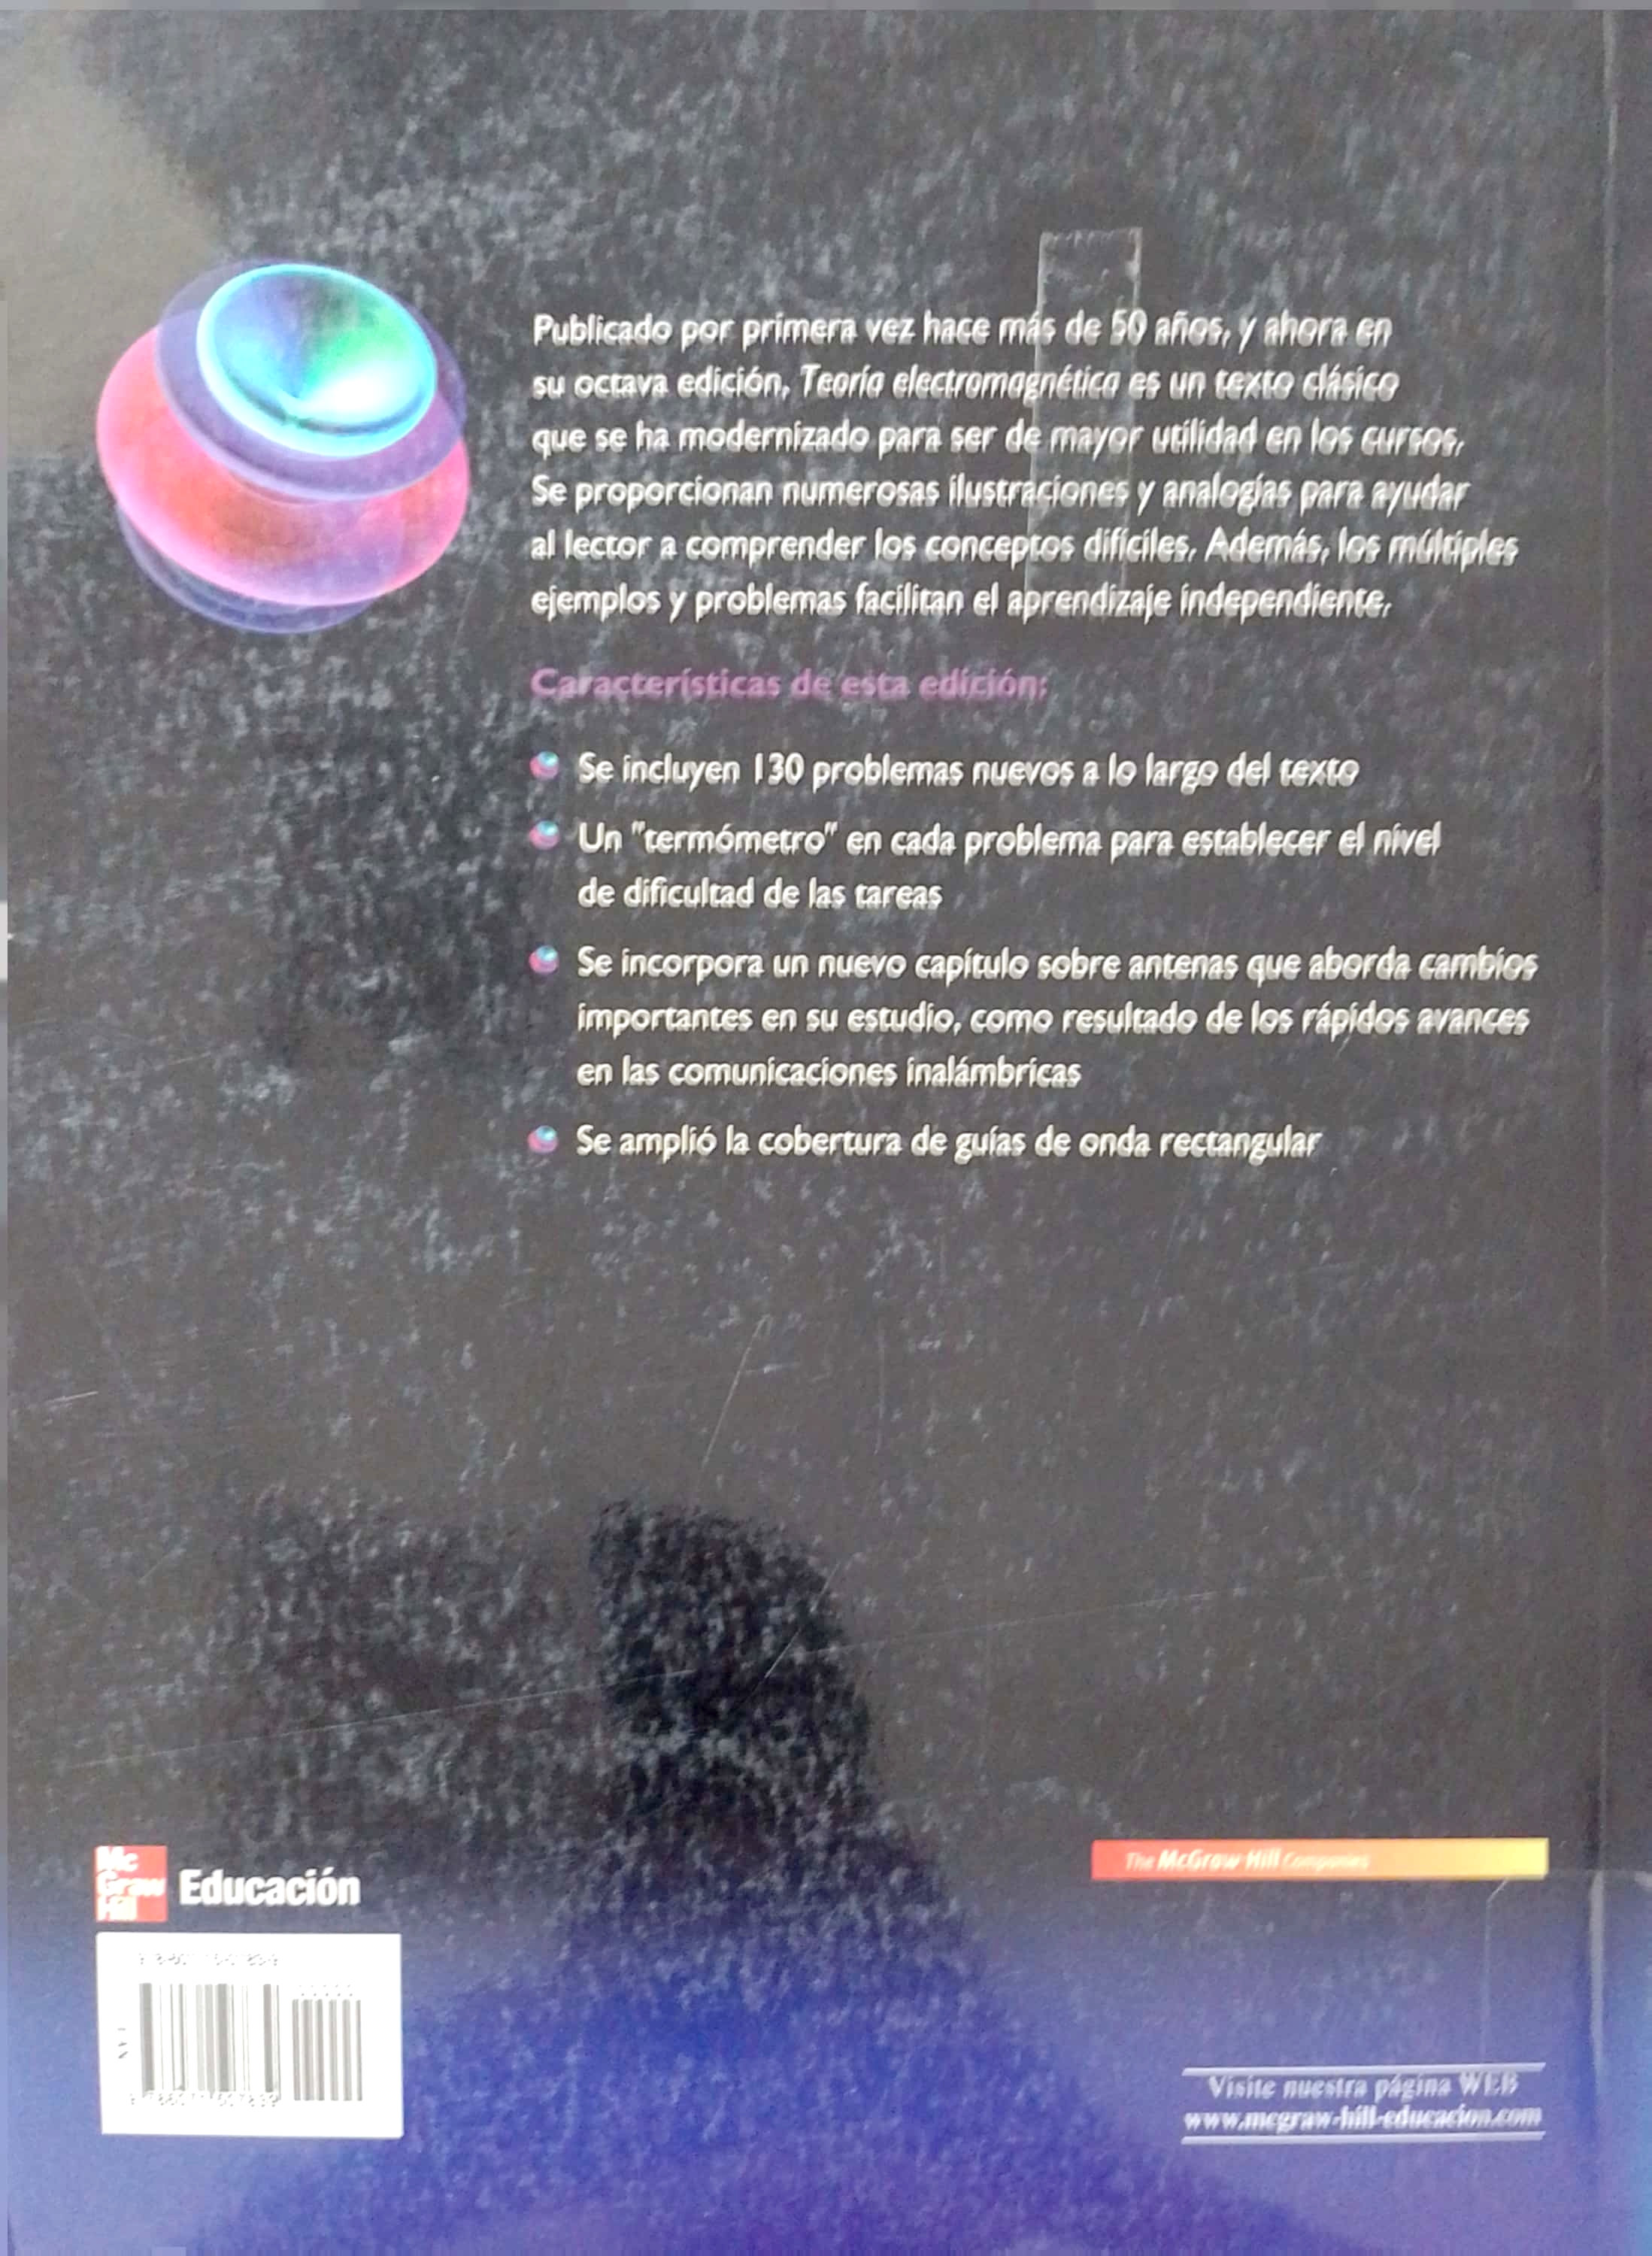 Publicado por primera vez hace más de 50 años, y ahora en
su octava edición, Teoría electromagnética es un texto clásico
que se ha modernizado para ser de mayor utilidad en los cursos.
Se proporcionan numerosas ilustraciones y analogías para ayudar
al lector a comprender los conceptos difíciles. Además, los múltiples
ejemplos y problemas facilitan el aprendizaje independiente.
Características de esta edición:
Se incluyen 130 problemas nuevos a lo largo del texto
Un "termómetro" en cada problema para establecer el nivel
de dificultad de las tareas
Se incorpora un nuevo capítulo sobre antenas que aborda cambios
importantes en su estudio, como resultado de los rápidos avances
en las comunicaciones inalámbricas
Se amplió la cobertura de guías de onda rectangular
Mc
Graw
Hill
Educación
The McGraw Hill Companies
Visite nuestra página WEB
www.mcgraw-hill-educacion.com